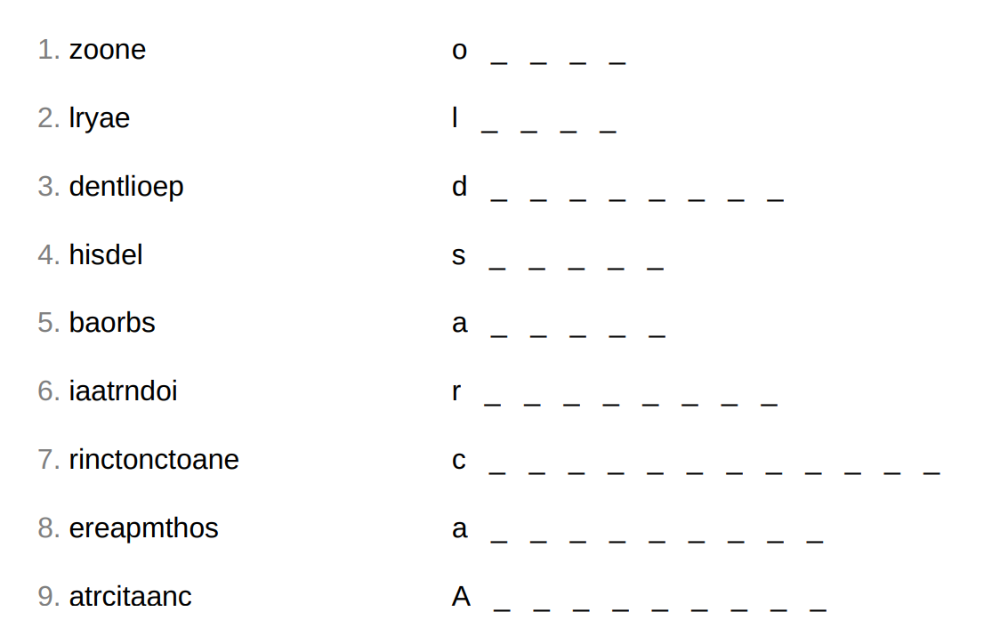 1. zoone o _ _ _ _
2. lryae l _ _ _ _
3. dentlioep d _ _ _ _ _ _ _ _
4. hisdel s _ _ _ _ _
5. baorbs a _ _ _ _ _
6. iaatrndoi r _ _ _ _ _ _ _ _
7. rinctonctoane c _ _ _ _ _ _ _ _ _ _ _ _
8. ereapmthos a _ _ _ _ _ _ _ _ _
9. atrcitaanc A _ _ _ _ _ _ _ _ _